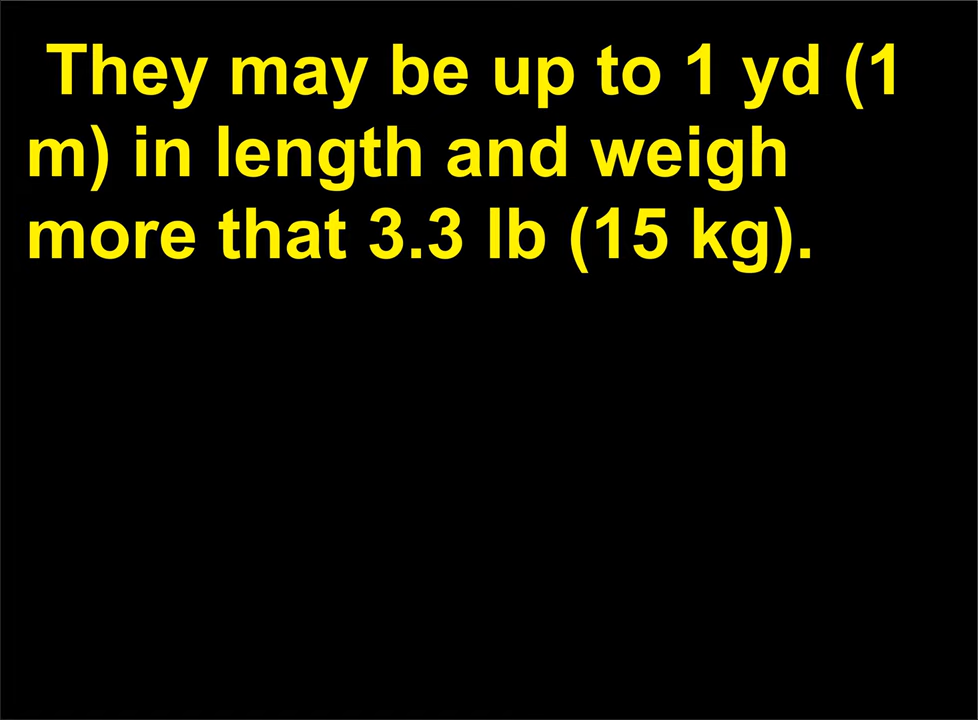 They may be up to 1 yd (1
m) in length and weigh
more that 3.3 lb (15 kg).